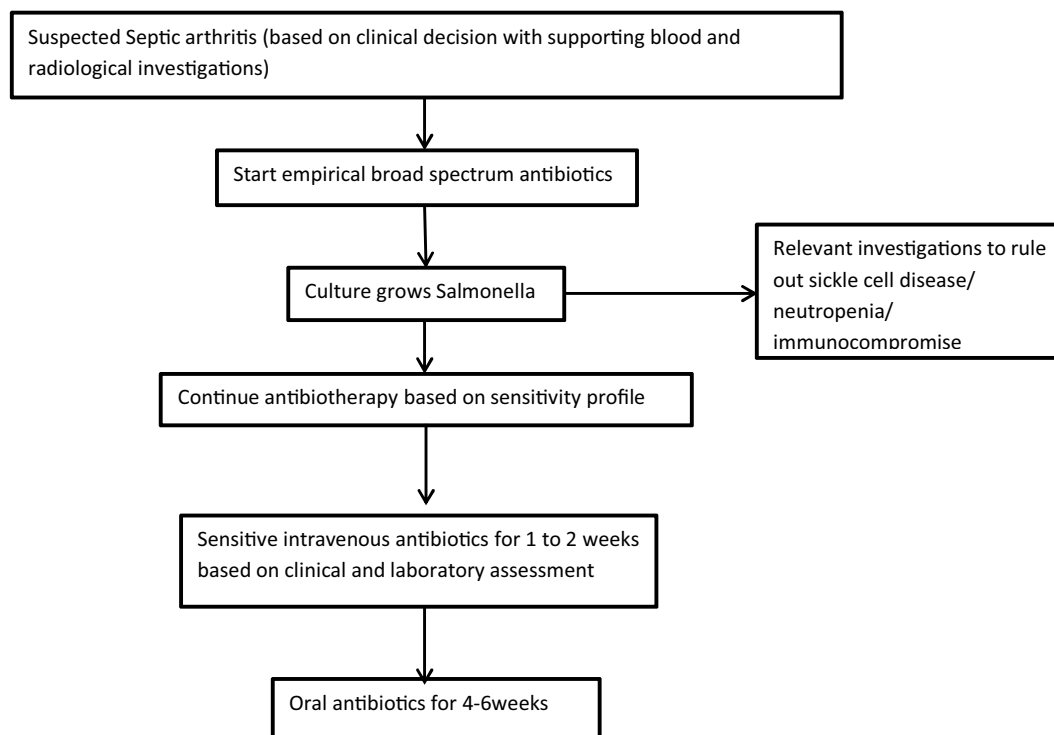 Suspected Septic arthritis (based on clinical decision with supporting blood and
radiological investigations)
Start empirical broad spectrum antibiotics
Culture grows Salmonella
Relevant investigations to rule
out sickle cell disease/
neutropenia/
immunocompromise
Continue antibiotherapy based on sensitivity profile
Sensitive intravenous antibiotics for 1 to 2 weeks
based on clinical and laboratory assessment
Oral antibiotics for 4-6weeks